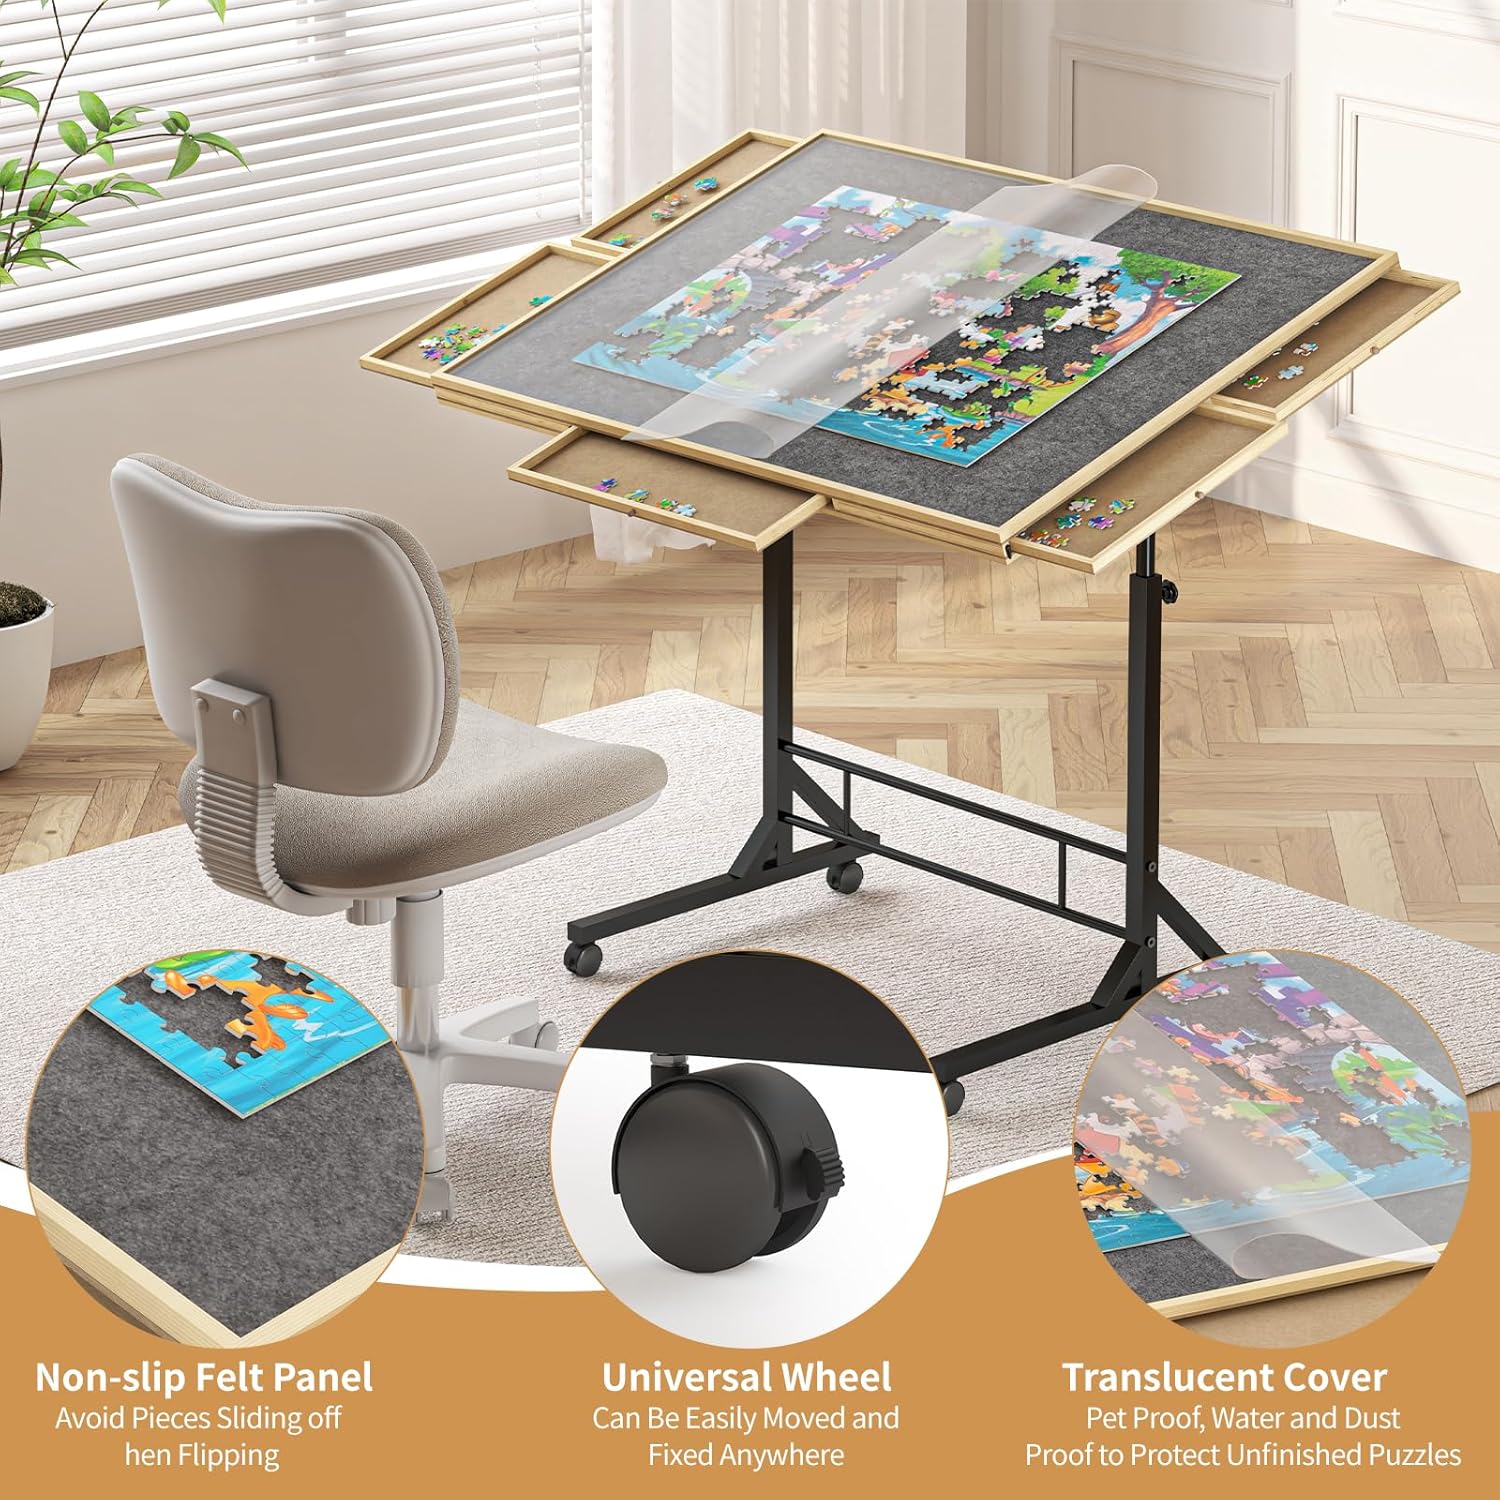 Non-slip Felt Panel
Avoid Pieces Sliding off
hen Flipping
Universal Wheel
Can Be Easily Moved and
Fixed Anywhere
Translucent Cover
Pet Proof, Water and Dust
Proof to Protect Unfinished Puzzles